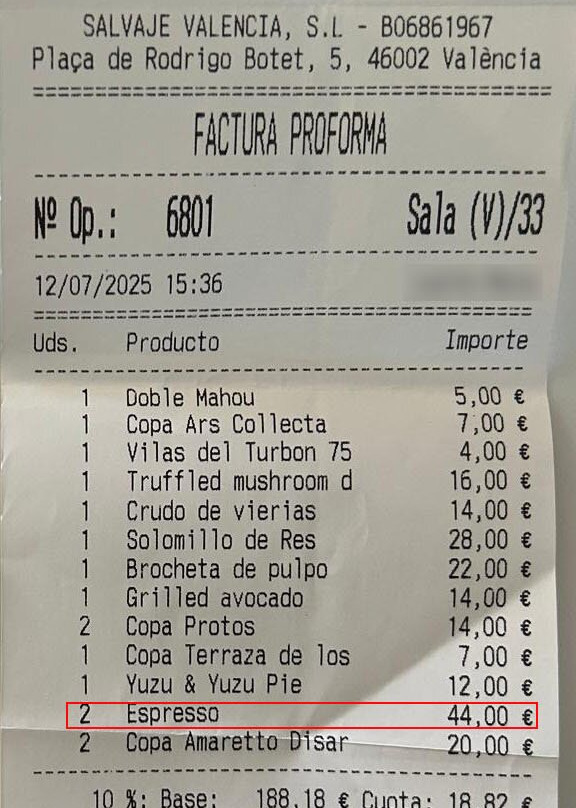 SALVAJE VALENCIA, S.L - B06861967
Plaça de Rodrigo Botet, 5, 46002 València
FACTURA PROFORMA
Nº Op.: 6801 Sala (V)/33
12/07/2025 15:36
Uds. Producto Importe
1 Doble Mahou 5,00 €
1 Copa Ars Collecta 7,00 €
1 Vilas del Turbon 75 4,00 €
1 Truffled mushroom d 16,00 €
1 Crudo de vierias 14,00 €
1 Solomillo de Res 28,00 €
1 Brocheta de pulpo 22,00 €
1 Grilled avocado 14,00 €
2 Copa Protos 14,00 €
1 Copa Terraza de los 7,00 €
1 Yuzu & Yuzu Pie 12,00 €
2 Espresso 44,00 €
2 Copa Amaretto Disar 20,00 €
10 %: Base: 188,18 € Cuota: 18,82 €